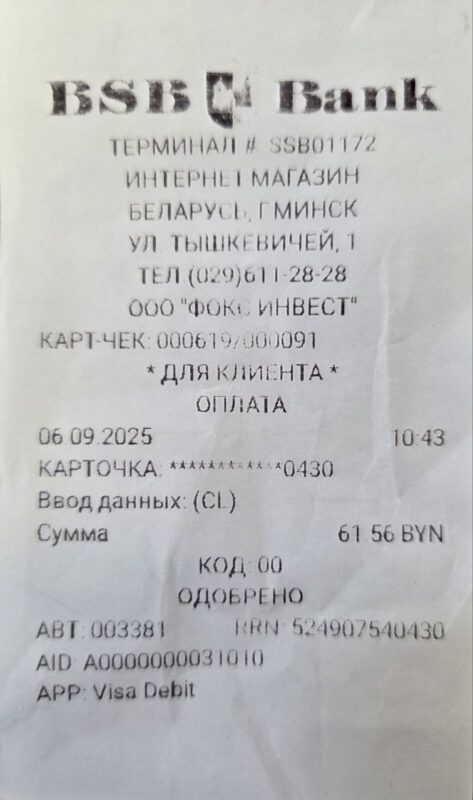 BSB Bank
ТЕРМИНАЛ # SSB01172
ИНТЕРНЕТ МАГАЗИН
БЕЛАРУСЬ, Г.МИНСК
УЛ. ТЫШКЕВИЧЕЙ, 1
ТЕЛ.(029)611-28-28
ООО "ФОКС ИНВЕСТ"
КАРТ-ЧЕК: 000619/000091
* ДЛЯ КЛИЕНТА *
ОПЛАТА
06.09.2025 10:43
КАРТОЧКА: ************0430
Ввод данных: (CL)
Сумма 61.56 BYN
КОД: 00
ОДОБРЕНО
АВТ: 003381 RRN: 524907540430
AID: A0000000031010
APP: Visa Debit